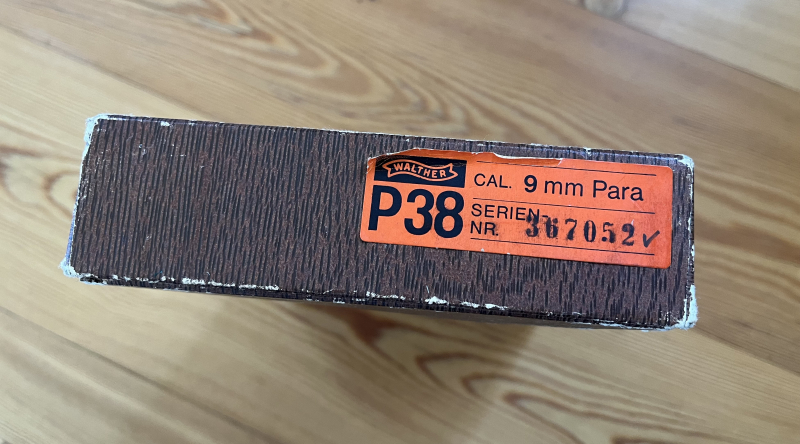 WALTHER
P38
CAL. 9 mm Para
SERIEN-
NR. 367052 ✓